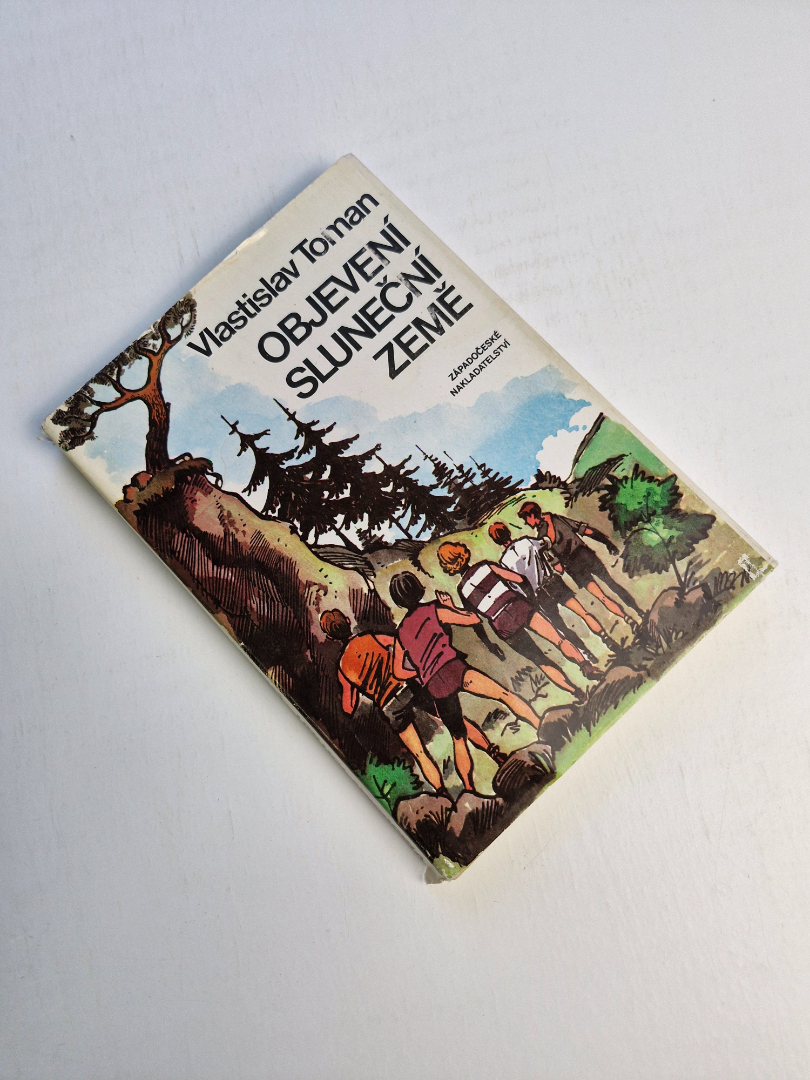 Vlastislav Toman
OBJEVENÍ
SLUNEČNÍ
ZEMĚ
ZÁPADOČESKÉ
NAKLADATELSTVÍ